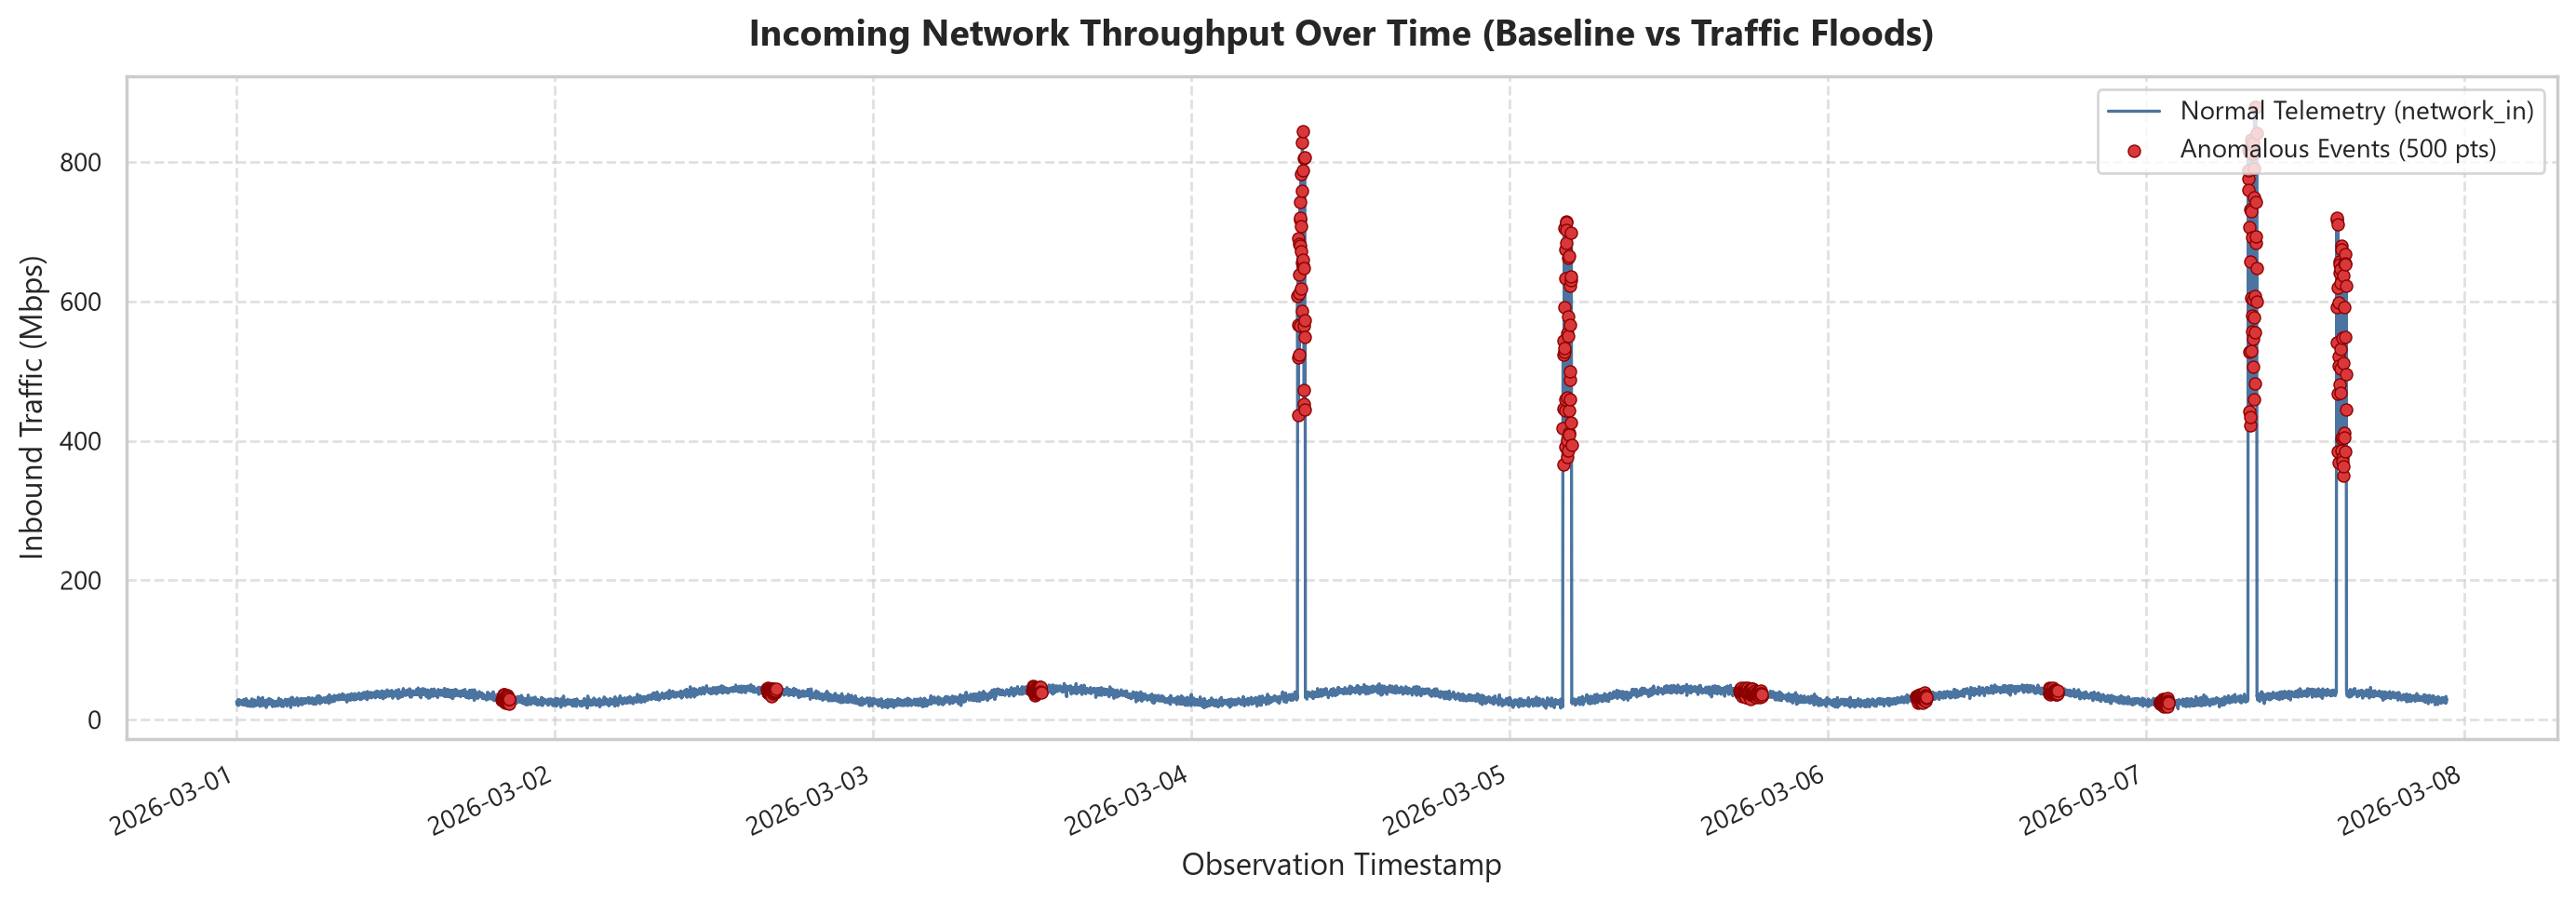 Incoming Network Throughput Over Time (Baseline vs Traffic Floods)
Normal Telemetry (network_in)
Anomalous Events (500 pts)
Inbound Traffic (Mbps)
800
600
400
200
0
2026-03-01
2026-03-02
2026-03-03
2026-03-04
2026-03-05
2026-03-06
2026-03-07
2026-03-08
Observation Timestamp